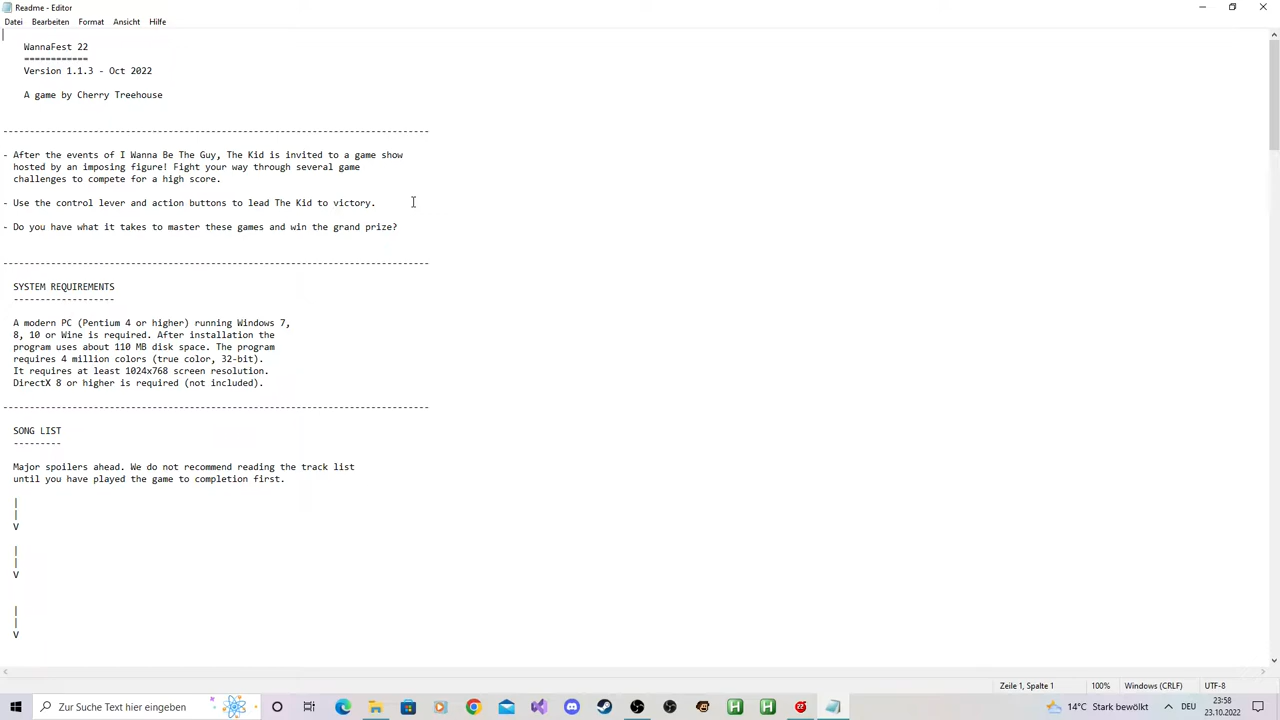 Readme - Editor
Datei Bearbeiten Format Ansicht Hilfe
WannaFest 22
============
Version 1.1.3 - Oct 2022
A game by Cherry Treehouse
--------------------------------------------------------------------------------
- After the events of I Wanna Be The Guy, The Kid is invited to a game show
hosted by an imposing figure! Fight your way through several game
challenges to compete for a high score.
- Use the control lever and action buttons to lead The Kid to victory.
- Do you have what it takes to master these games and win the grand prize?
--------------------------------------------------------------------------------
SYSTEM REQUIREMENTS
-------------------
A modern PC (Pentium 4 or higher) running Windows 7,
8, 10 or Wine is required. After installation the
program uses about 110 MB disk space. The program
requires 4 million colors (true color, 32-bit).
It requires at least 1024x768 screen resolution.
DirectX 8 or higher is required (not included).
--------------------------------------------------------------------------------
SONG LIST
---------
Major spoilers ahead. We do not recommend reading the track list
until you have played the game to completion first.
|
|
V
|
|
V
|
|
V
Zeile 1, Spalte 1 100% Windows (CRLF) UTF-8
Zur Suche Text hier eingeben
14°C Stark bewölkt DEU
23:58
23.10.2022